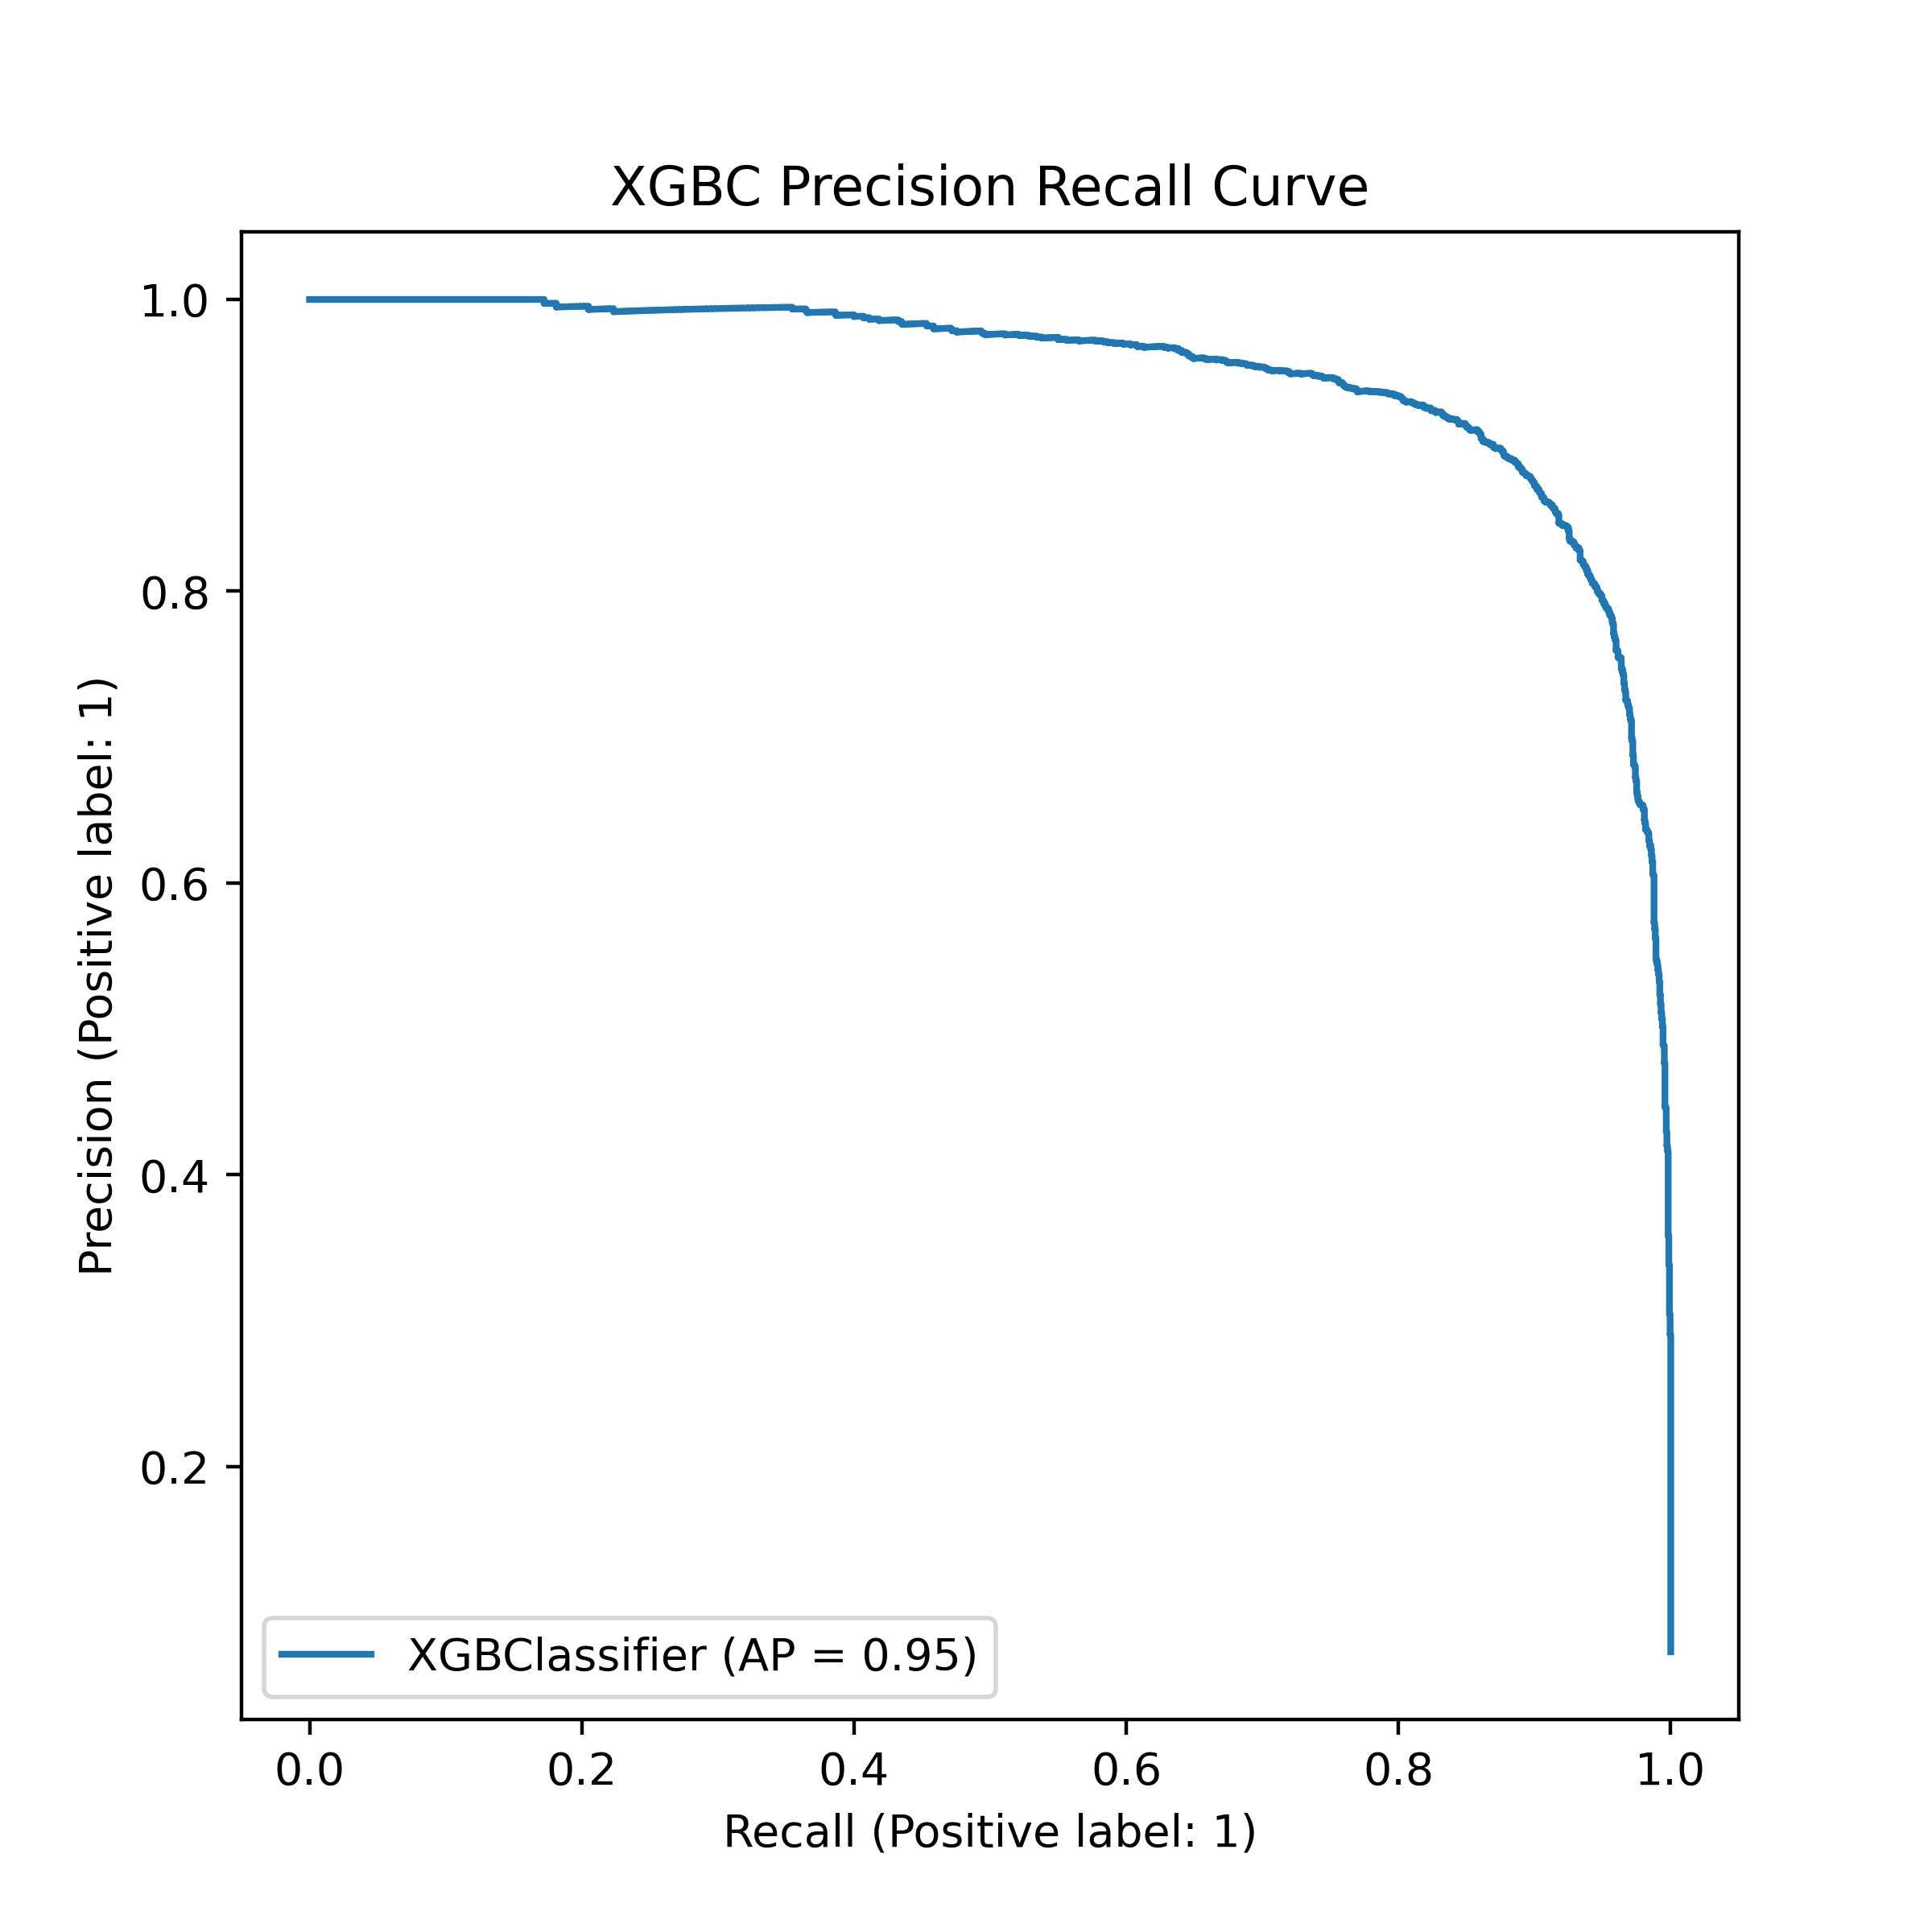 XGBC Precision Recall Curve
Precision (Positive label: 1)
1.0
0.8
0.6
0.4
0.2
XGBClassifier (AP = 0.95)
0.0 0.2 0.4 0.6 0.8 1.0
Recall (Positive label: 1)